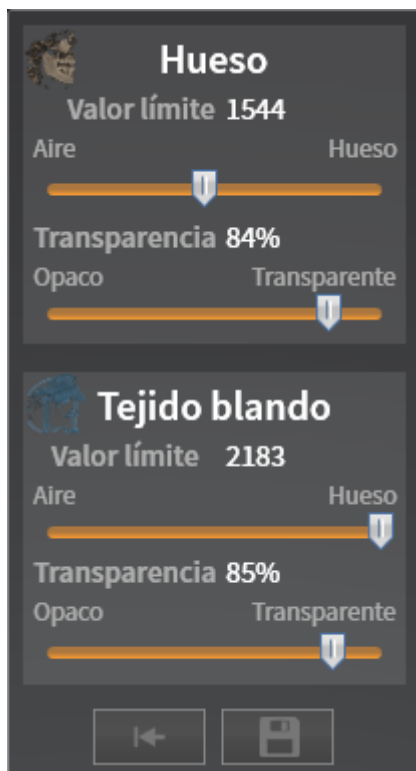 Hueso
Valor límite 1544
Aire Hueso
Transparencia 84%
Opaco Transparente
Tejido blando
Valor límite 2183
Aire Hueso
Transparencia 85%
Opaco Transparente